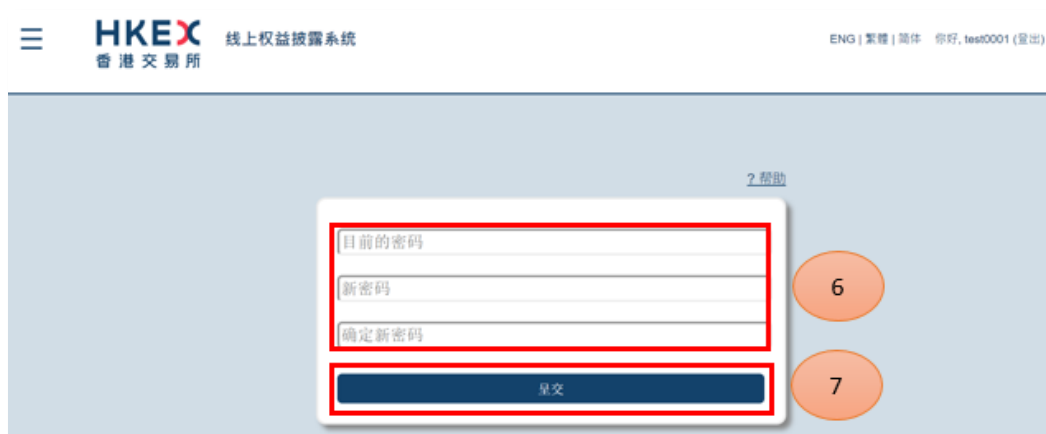 ☰ HKEX 线上权益披露系统 ENG | 繁體 | 简体 你好, test0001 (登出)
香港交易所
? 帮助
目前的密码
新密码
6
确定新密码
呈交
7